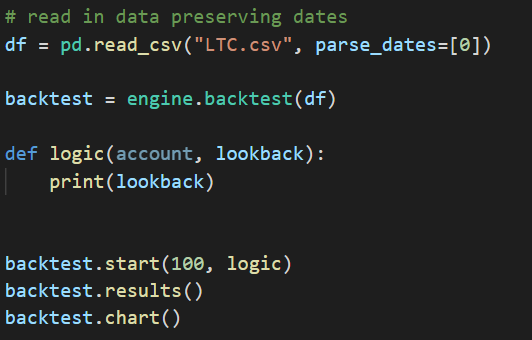 # read in data preserving dates
df = pd.read_csv("LTC.csv", parse_dates=[0])
backtest = engine.backtest(df)
def logic(account, lookback):
    print(lookback)
backtest.start(100, logic)
backtest.results()
backtest.chart()